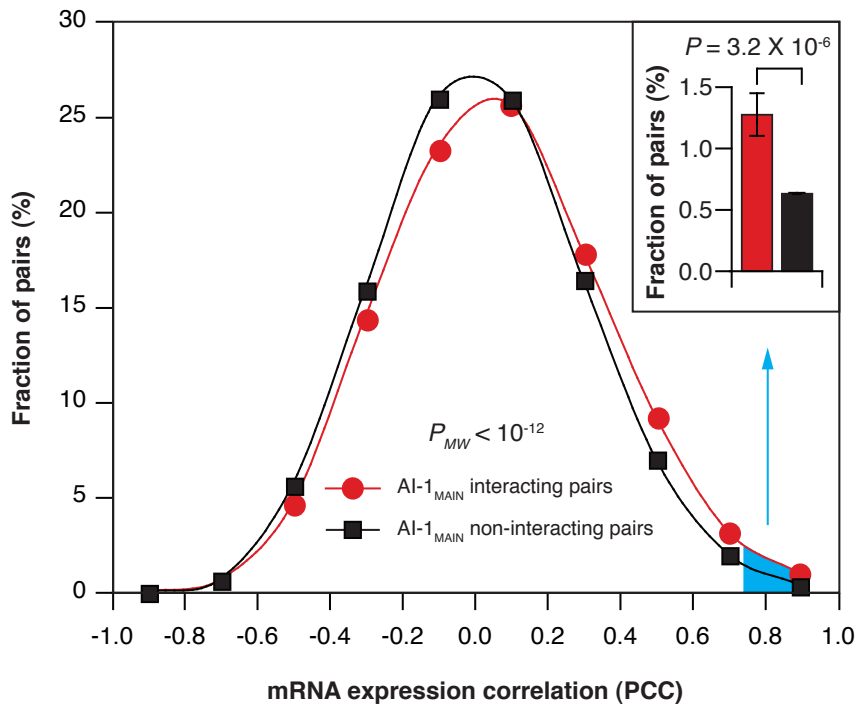 30
25
20
15
10
5
0
Fraction of pairs (%)
-1.0 -0.8 -0.6 -0.4 -0.2 0.0 0.2 0.4 0.6 0.8 1.0
mRNA expression correlation (PCC)
P_MW < 10^-12
AI-1_MAIN interacting pairs
AI-1_MAIN non-interacting pairs
P = 3.2 X 10^-6
1.5
1.0
0.5
0.0
Fraction of pairs (%)